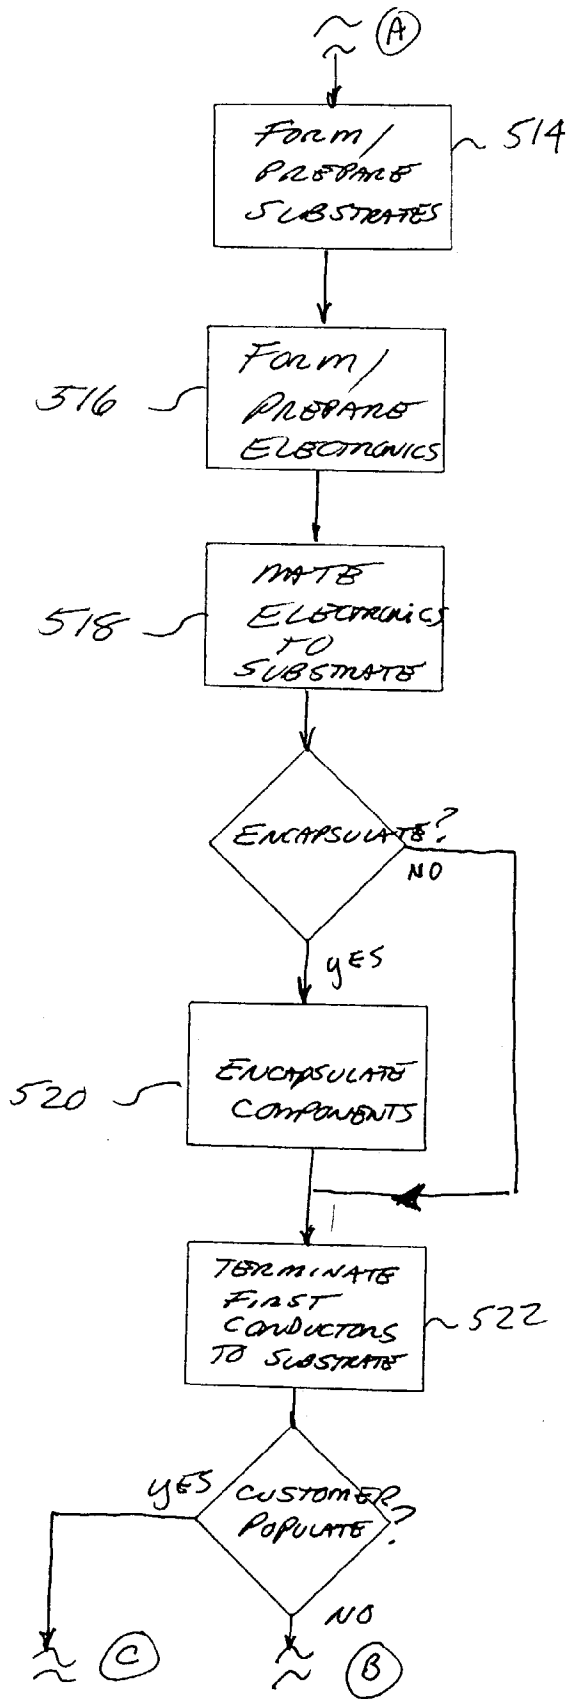 A
FORM/
PREPARE
SUBSTRATES
514
FORM/
PREPARE
ELECTRONICS
516
MATE
ELECTRONICS
TO
SUBSTRATE
518
ENCAPSULATE?
NO
YES
ENCAPSULATE
COMPONENTS
520
TERMINATE
FIRST
CONDUCTORS
TO SUBSTRATE
522
YES
CUSTOMER
POPULATE?
NO
C
B